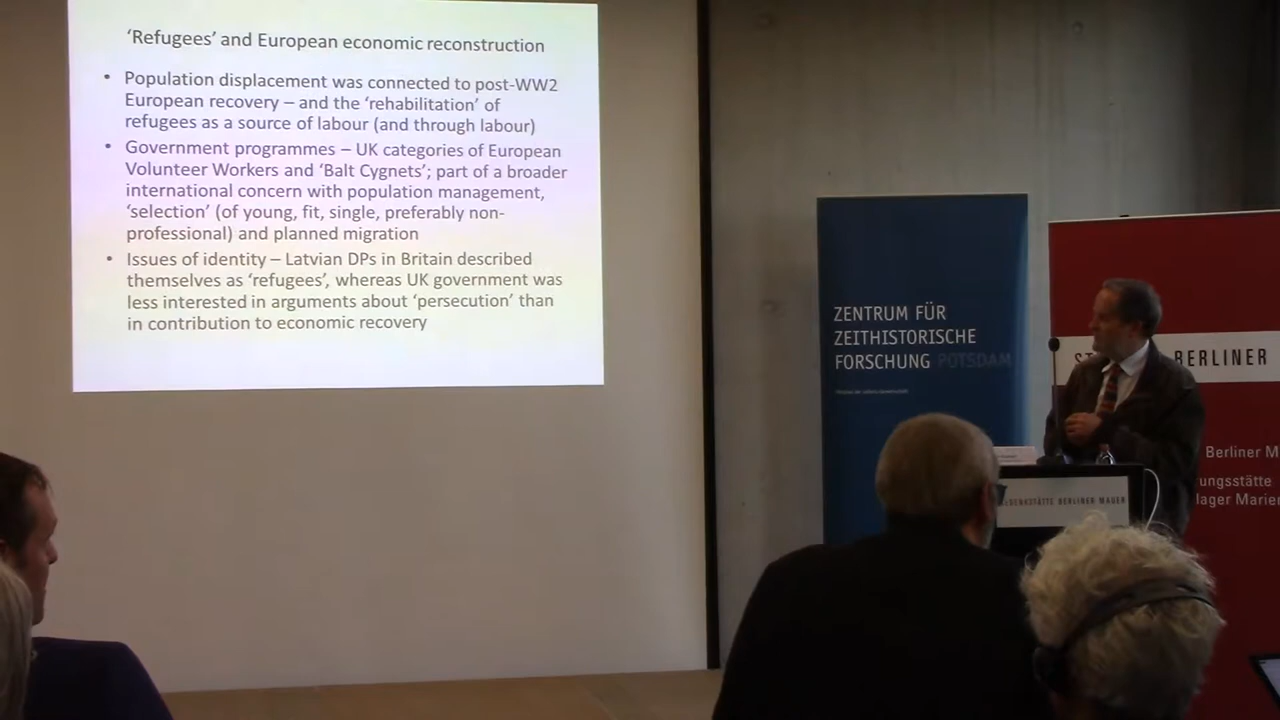 ‘Refugees’ and European economic reconstruction
• Population displacement was connected to post-WW2
European recovery – and the ‘rehabilitation’ of
refugees as a source of labour (and through labour)
• Government programmes – UK categories of European
Volunteer Workers and ‘Balt Cygnets’; part of a broader
international concern with population management,
‘selection’ (of young, fit, single, preferably non-
professional) and planned migration
• Issues of identity – Latvian DPs in Britain described
themselves as ‘refugees’, whereas UK government was
less interested in arguments about ‘persecution’ than
in contribution to economic recovery
ZENTRUM FÜR
ZEITHISTORISCHE
FORSCHUNG POTSDAM
ST BERLINER
Berliner M
ungsstätte
lager Marien
DENKSTÄTTE BERLINER MAUER